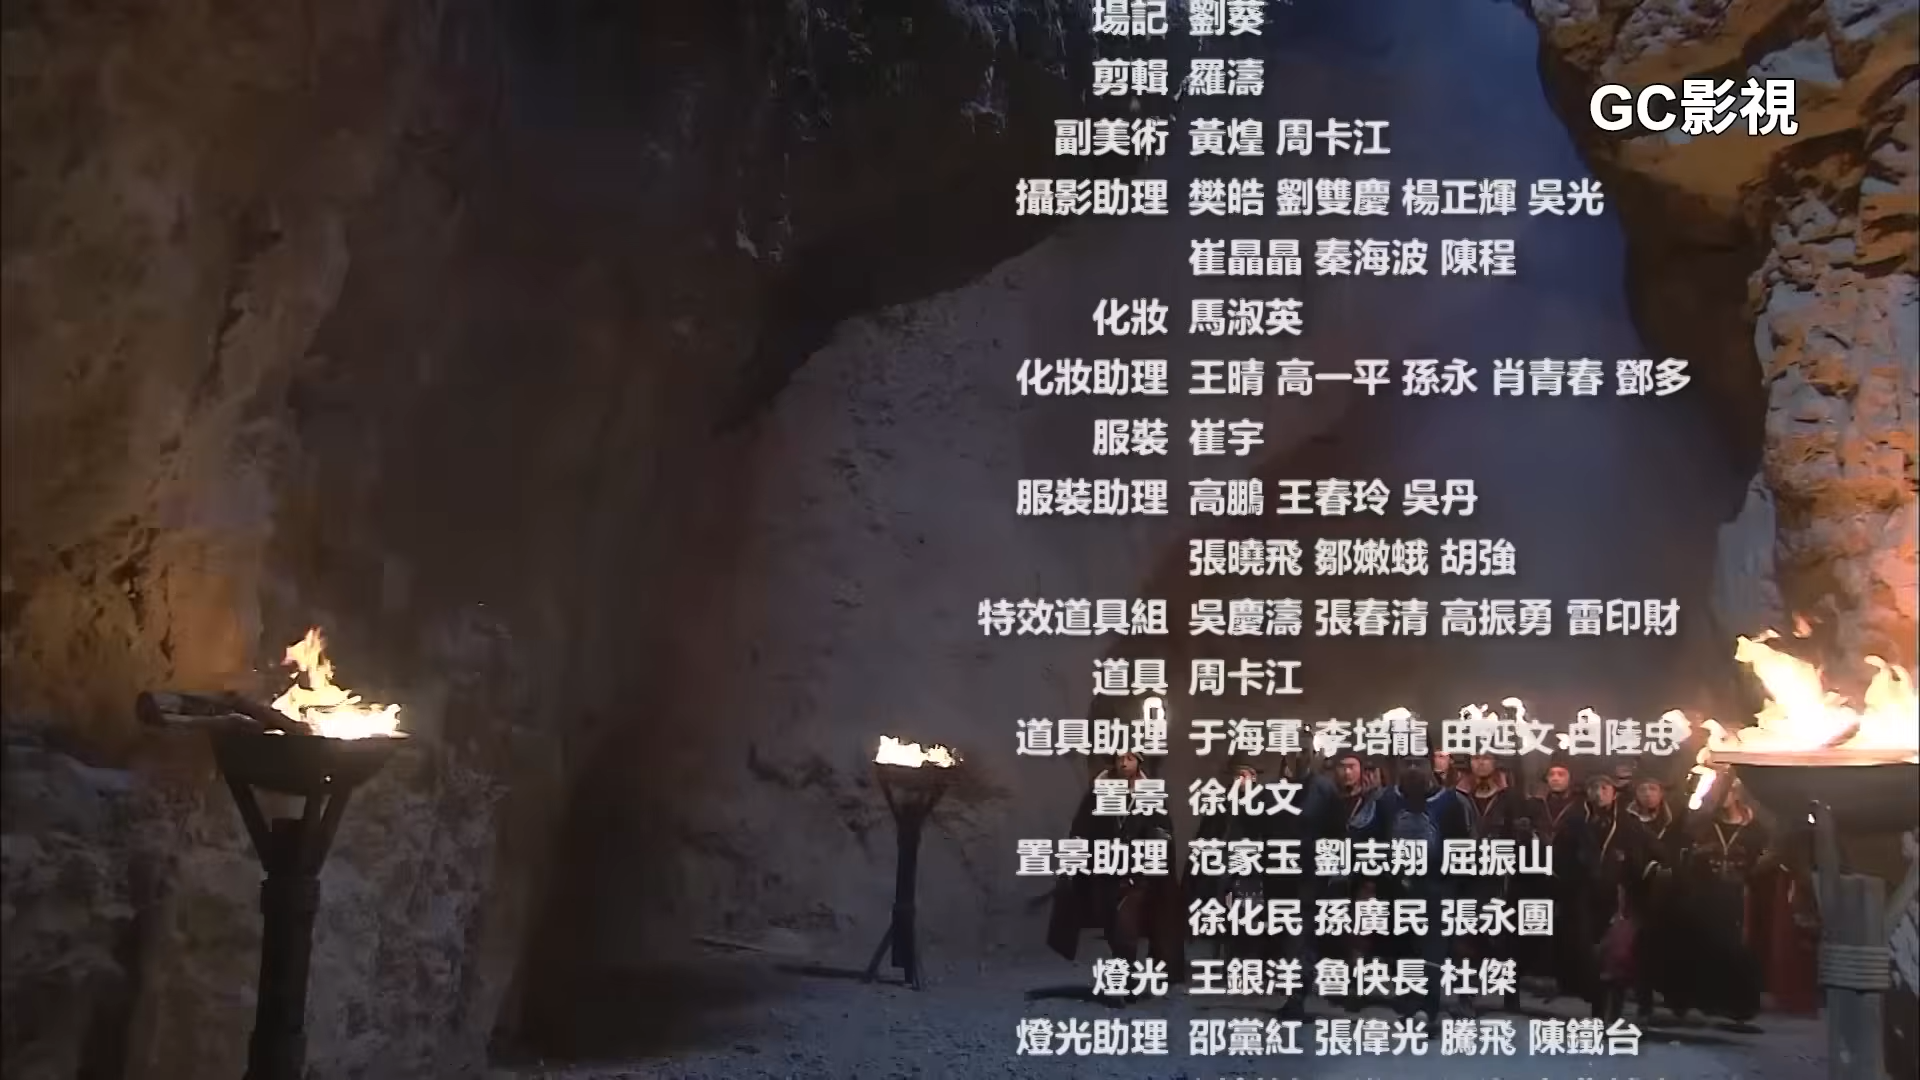 場記 劉葵
剪輯 羅濤
GC影視
副美術 黃煌 周卡江
攝影助理 樊皓 劉雙慶 楊正輝 吳光
崔晶晶 秦海波 陳程
化妝 馬淑英
化妝助理 王晴 高一平 孫永 肖青春 鄧多
服裝 崔宇
服裝助理 高鵬 王春玲 吳丹
張曉飛 鄒嫩蛾 胡強
特效道具組 吳慶濤 張春清 高振勇 雷印財
道具 周卡江
道具助理 于海軍 李培龍 田延文 白陸忠
置景 徐化文
置景助理 范家玉 劉志翔 屈振山
徐化民 孫廣民 張永團
燈光 王銀洋 魯快長 杜傑
燈光助理 邵黨紅 張偉光 騰飛 陳鐵台